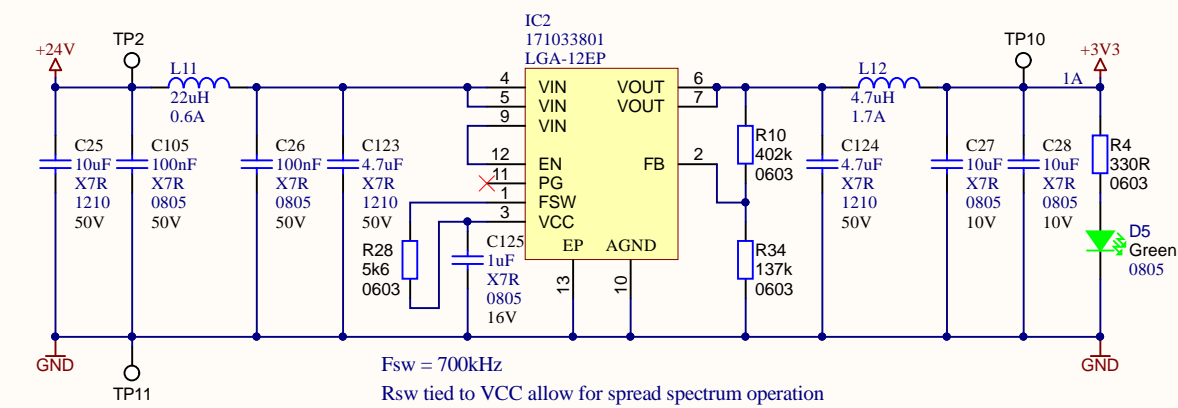 IC2
171033801
LGA-12EP
+24V
TP2
L11
22uH
0.6A
C25
10uF
X7R
1210
50V
C105
100nF
X7R
0805
50V
C26
100nF
X7R
0805
50V
C123
4.7uF
X7R
1210
50V
4 VIN
5 VIN
9 VIN
12 EN
11 PG
1 FSW
3 VCC
VOUT 6
VOUT 7
FB 2
EP AGND
13
10
R28
5k6
0603
C125
1uF
X7R
0805
16V
R10
402k
0603
R34
137k
0603
C124
4.7uF
X7R
1210
50V
L12
4.7uH
1.7A
TP10
1A
+3V3
C27
10uF
X7R
0805
10V
C28
10uF
X7R
0805
10V
R4
330R
0603
D5
Green
0805
GND
TP11
GND
Fsw = 700kHz
Rsw tied to VCC allow for spread spectrum operation